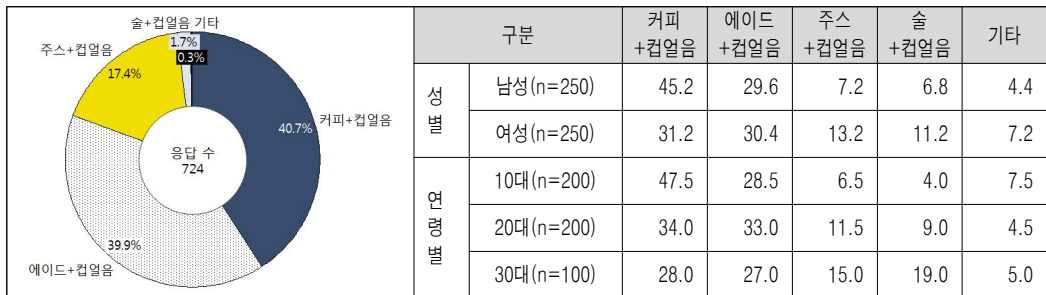 술+컵얼음 기타
1.7%
0.3%
주스+컵얼음
17.4%
커피+컵얼음
40.7%
응답 수
724
39.9%
에이드+컵얼음
구분 커피+컵얼음 에이드+컵얼음 주스+컵얼음 술+컵얼음 기타
성별
남성(n=250) 45.2 29.6 7.2 6.8 4.4
여성(n=250) 31.2 30.4 13.2 11.2 7.2
연령별
10대(n=200) 47.5 28.5 6.5 4.0 7.5
20대(n=200) 34.0 33.0 11.5 9.0 4.5
30대(n=100) 28.0 27.0 15.0 19.0 5.0